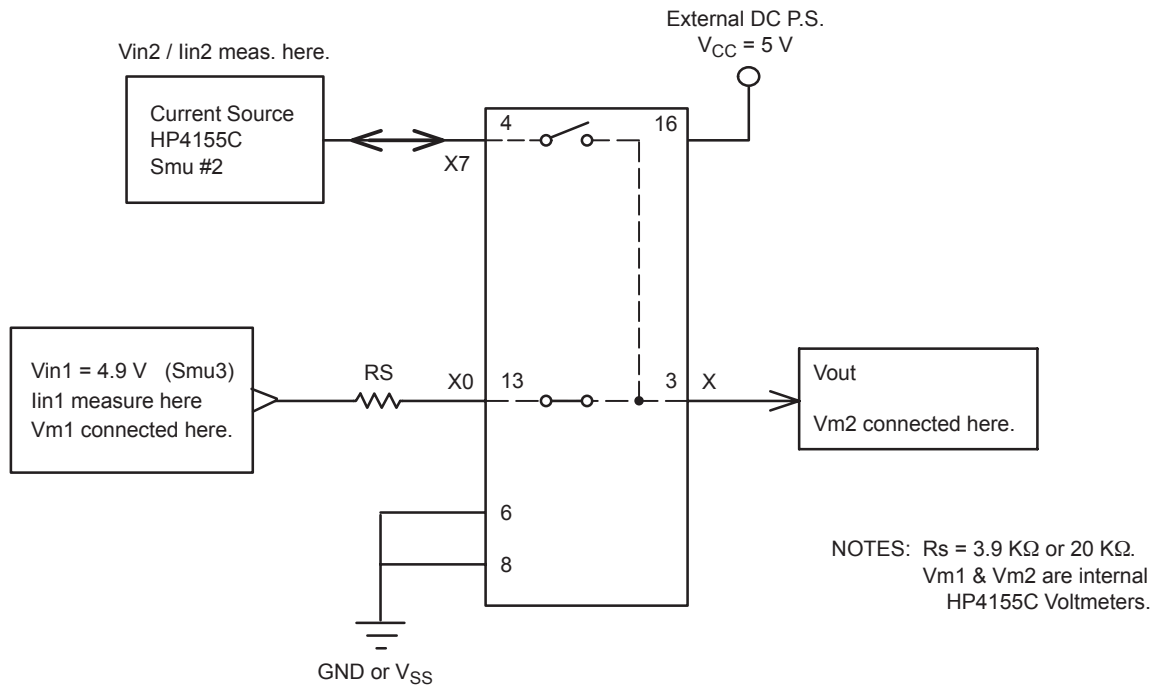 External DC P.S.
VCC = 5 V
Vin2 / Iin2 meas. here.
Current Source
HP4155C
Smu #2
4
16
X7
Vin1 = 4.9 V (Smu3)
Iin1 measure here
Vm1 connected here.
RS
X0
13
3
X
Vout
Vm2 connected here.
6
8
NOTES: Rs = 3.9 KΩ or 20 KΩ.
Vm1 & Vm2 are internal
HP4155C Voltmeters.
GND or VSS